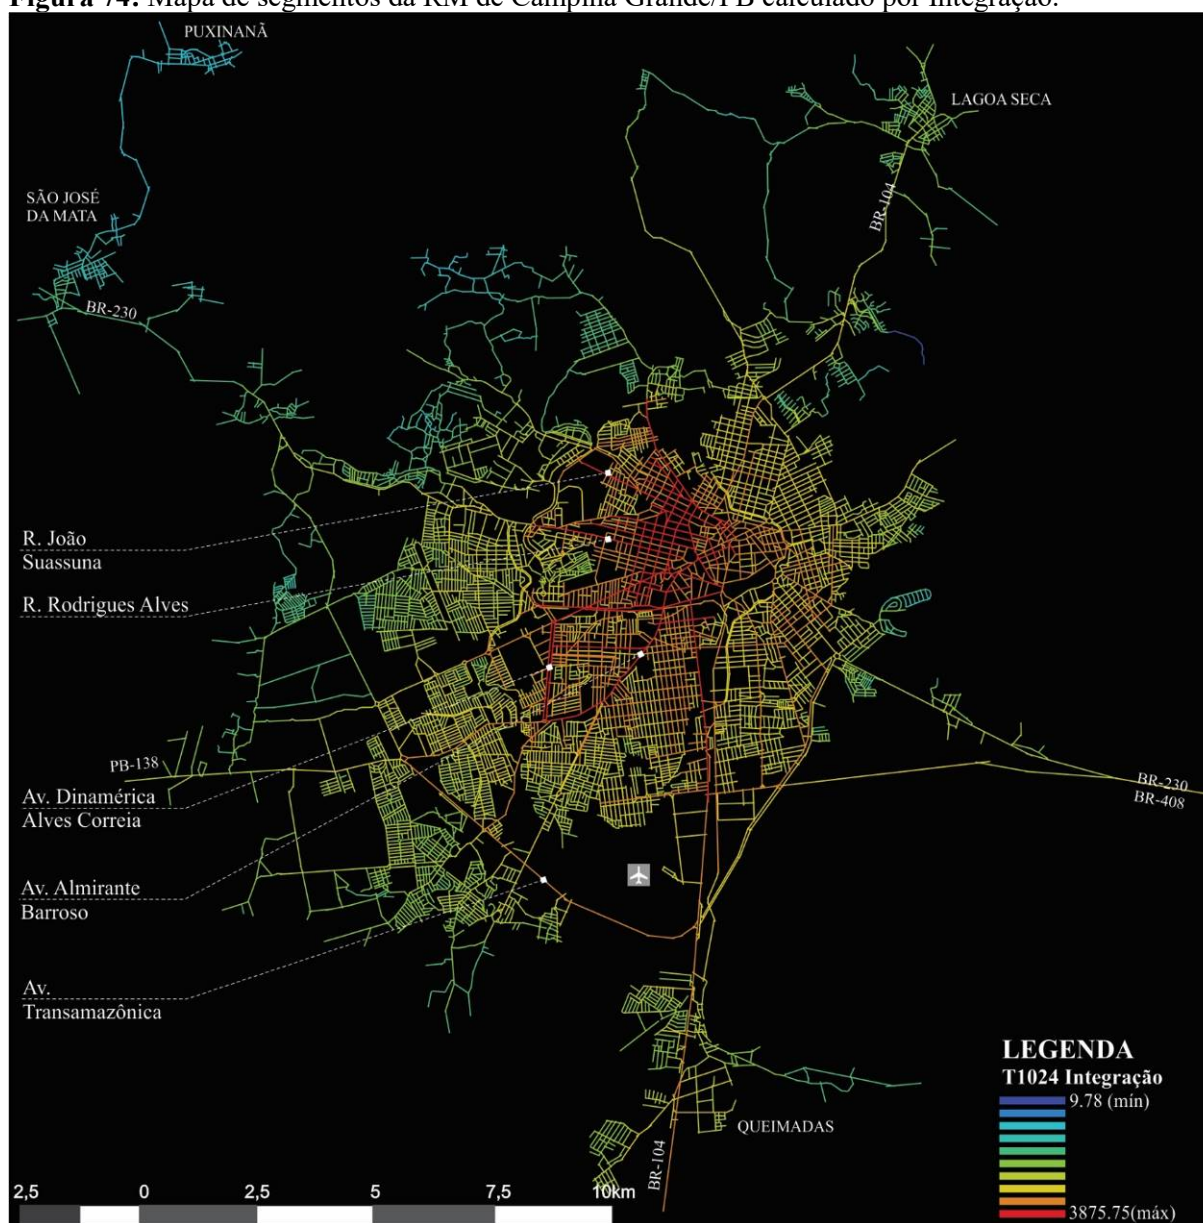 Figura 74: Mapa de segmentos da RM de Campina Grande/PB calculado por Integração.
PUXINANÃ
LAGOA SECA
SÃO JOSÉ
DA MATA
BR-104
BR-230
R. João
Suassuna
R. Rodrigues Alves
PB-138
Av. Dinamérica
Alves Correia
BR-230
BR-408
Av. Almirante
Barroso
Av.
Transamazônica
LEGENDA
T1024 Integração
9.78 (mín)
QUEIMADAS
BR-104
2,5 0 2,5 5 7,5 10km
3875.75(máx)